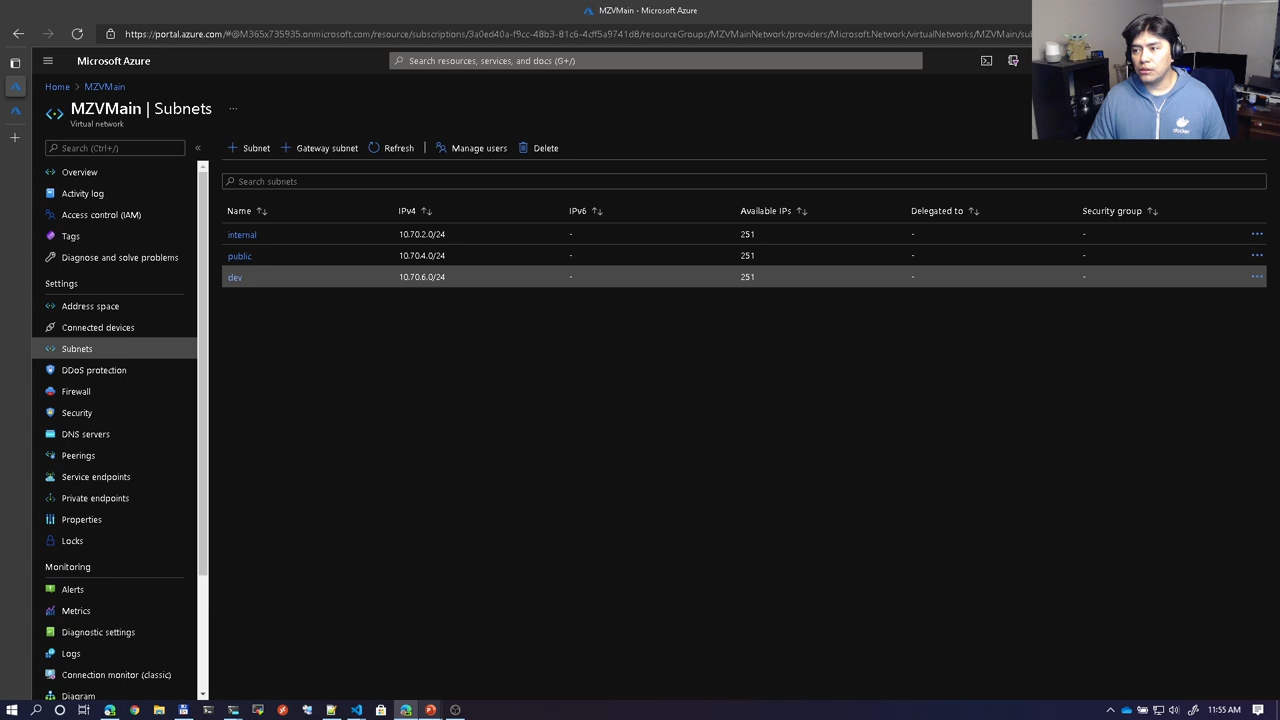 MZVMain - Microsoft Azure
https://portal.azure.com/#@M365x735935.onmicrosoft.com/resource/subscriptions/3a0ed40a-f9cc-48b3-81c6-4cff5a9741d8/resourceGroups/MZVMainNetwork/providers/Microsoft.Network/virtualNetworks/MZVMain/su
Microsoft Azure
Search resources, services, and docs (G+/)
Home > MZVMain
MZVMain | Subnets ...
Virtual network
docker
Search (Ctrl+/) «
+ Subnet + Gateway subnet Refresh | Manage users Delete
Search subnets
Name IPv4 IPv6 Available IPs Delegated to Security group
internal 10.70.2.0/24 - 251 - - ...
public 10.70.4.0/24 - 251 - - ...
dev 10.70.6.0/24 - 251 - - ...
Overview
Activity log
Access control (IAM)
Tags
Diagnose and solve problems
Settings
Address space
Connected devices
Subnets
DDoS protection
Firewall
Security
DNS servers
Peerings
Service endpoints
Private endpoints
Properties
Locks
Monitoring
Alerts
Metrics
Diagnostic settings
Logs
Connection monitor (classic)
Diagram
11:55 AM